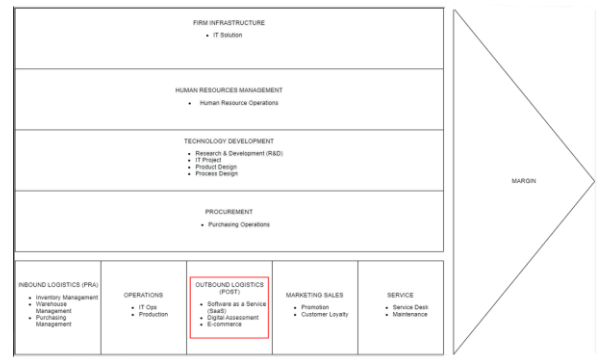 FIRM INFRASTRUCTURE
IT Solution
HUMAN RESOURCES MANAGEMENT
Human Resource Operations
TECHNOLOGY DEVELOPMENT
Research & Development (R&D)
IT Project
Product Design
Process Design
PROCUREMENT
Purchasing Operations
MARGIN
INBOUND LOGISTICS (PRA)
Inventory Management
Warehouse
Management
Purchasing
Management
OPERATIONS
IT Ops
Production
OUTBOUND LOGISTICS
(POST)
Software as a Service
(SaaS)
Digital Assessment
E-commerce
MARKETING SALES
Promotion
Customer Loyalty
SERVICE
Service Desk
Maintenance